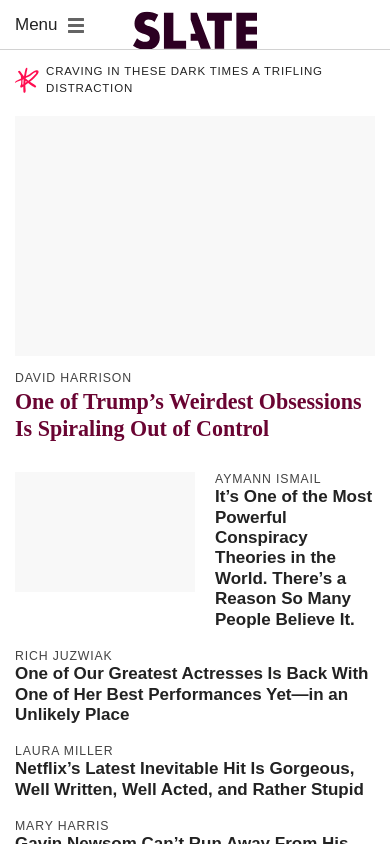 Menu
SLATE
CRAVING IN THESE DARK TIMES A TRIFLING
DISTRACTION
DAVID HARRISON
One of Trump’s Weirdest Obsessions
Is Spiraling Out of Control
AYMANN ISMAIL
It’s One of the Most
Powerful
Conspiracy
Theories in the
World. There’s a
Reason So Many
People Believe It.
RICH JUZWIAK
One of Our Greatest Actresses Is Back With
One of Her Best Performances Yet—in an
Unlikely Place
LAURA MILLER
Netflix’s Latest Inevitable Hit Is Gorgeous,
Well Written, Well Acted, and Rather Stupid
MARY HARRIS
Gavin Newsom Can’t Run Away From His